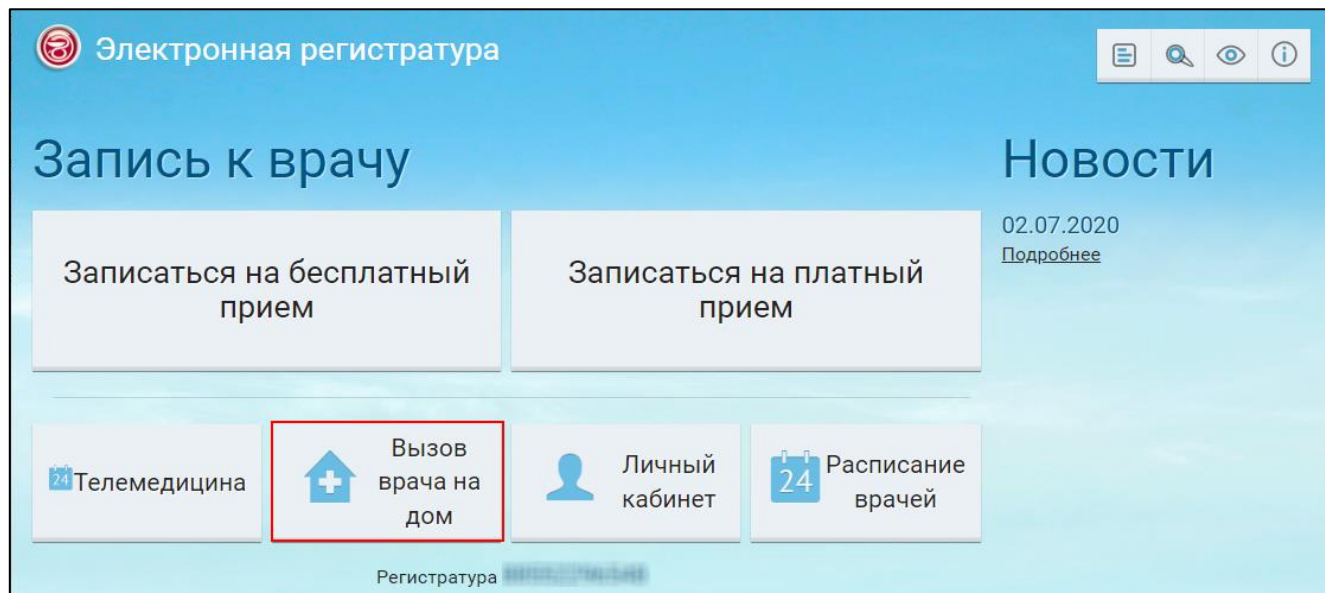 Электронная регистратура
Запись к врачу
Новости
02.07.2020
Подробнее
Записаться на бесплатный
прием
Записаться на платный
прием
24
Телемедицина
Вызов
врача на
дом
Личный
кабинет
24
Расписание
врачей
Регистратура